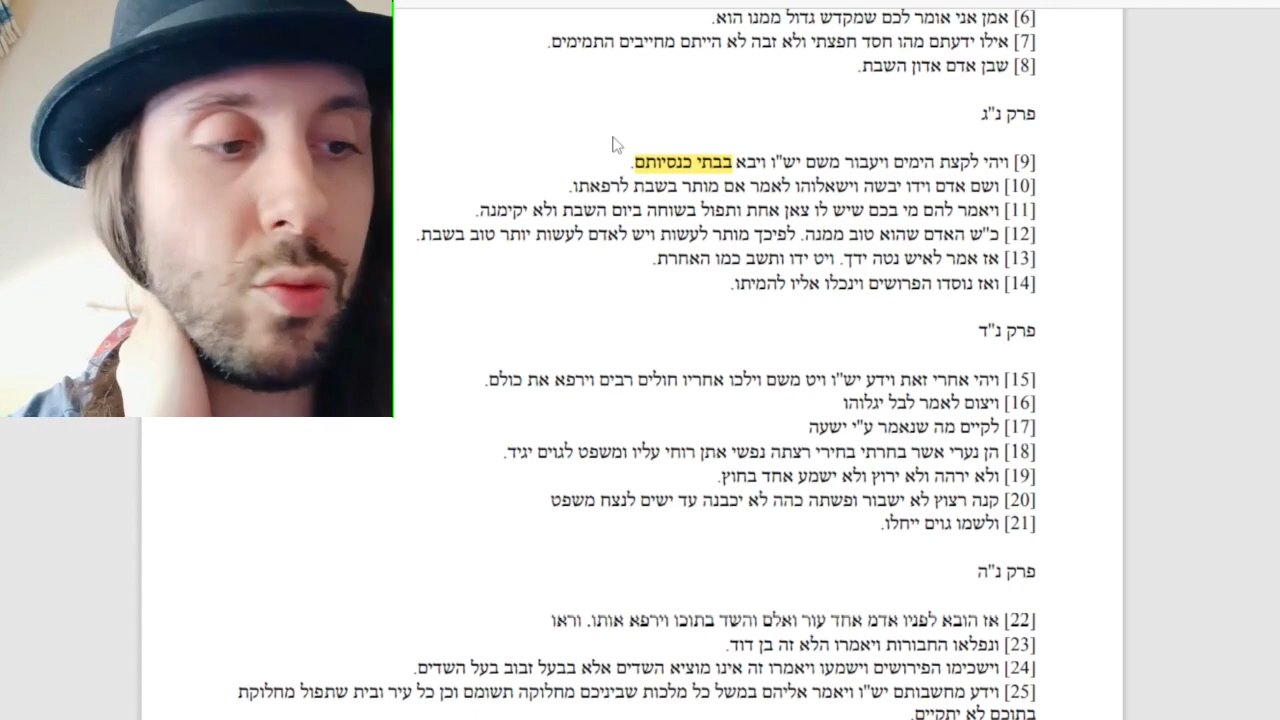 [6] אמן אני אומר לכם שמקדש גדול ממנו הוא.
[7] אילו ידעתם מהו חסד חפצתי ולא זבה לא הייתם מחייבים התמימים.
[8] שבן אדם אדון השבת.
פרק נ"ג
[9] ויהי לקצת הימים ויעבור משם יש"ו ויבא בבתי כנסיותם.
[10] ושם אדם וידו יבשה וישאלוהו לאמר אם מותר בשבת לרפאתו.
[11] ויאמר להם מי בכם שיש לו צאן אחת ותפול בשוחה ביום השבת ולא יקימנה.
[12] כ"ש האדם שהוא טוב ממנה. לפיכך מותר לעשות ויש לאדם לעשות יותר טוב בשבת.
[13] אז אמר לאיש נטה ידך. ויט ידו ותשב כמו האחרת.
[14] ואז נוסדו הפרושים וינכלו אליו להמיתו.
פרק נ"ד
[15] ויהי אחרי זאת וידע יש"ו ויט משם וילכו אחריו חולים רבים וירפא את כולם.
[16] ויצום לאמר לבל יגלוהו
[17] לקיים מה שנאמר ע"י ישעה
[18] הן נערי אשר בחרתי בחירי רצתה נפשי אתן רוחי עליו ומשפט לגוים יגיד.
[19] ולא ירהה ולא ירוץ ולא ישמע אחד בחוץ.
[20] קנה רצוץ לא ישבור ופשתה כהה לא יכבנה עד ישים לנצח משפט
[21] ולשמו גוים ייחלו.
פרק נ"ה
[22] אז הובא לפניו אדמ אחד עור ואלם והשד בתוכו וירפא אותו. וראו
[23] ונפלאו החבורות ויאמרו הלא זה בן דוד.
[24] וישכימו הפירושים וישמעו ויאמרו זה אינו מוציא השדים אלא בבעל זבוב בעל השדים.
[25] וידע מחשבותם יש"ו ויאמר אליהם במשל כל מלכות שביניכם מחלוקה תשומם וכן כל עיר ובית שתפול מחלוקת
בתוכם לא יתקיים.